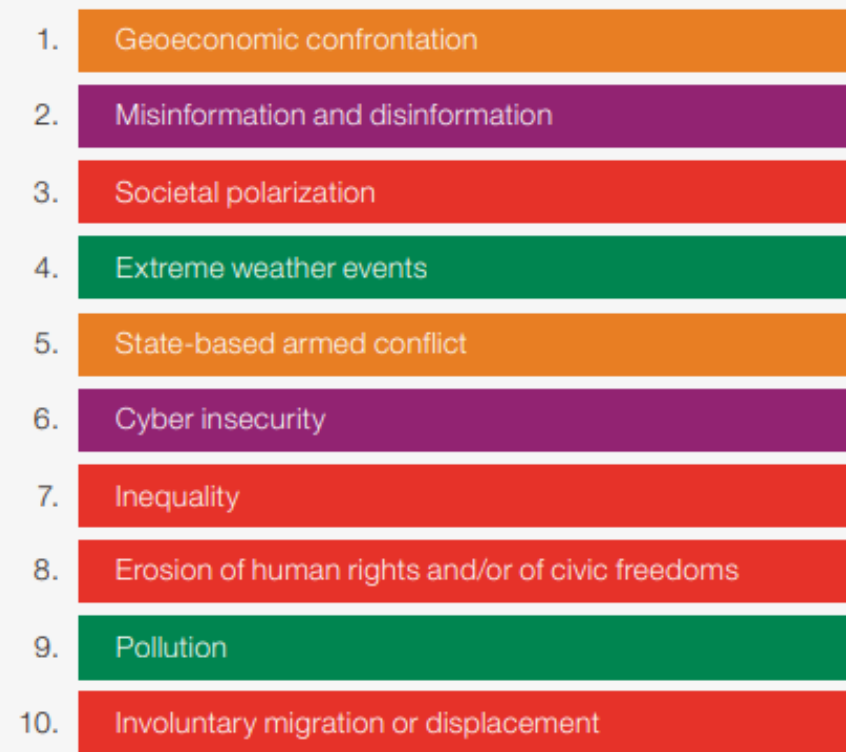 1. Geoeconomic confrontation
2. Misinformation and disinformation
3. Societal polarization
4. Extreme weather events
5. State-based armed conflict
6. Cyber insecurity
7. Inequality
8. Erosion of human rights and/or of civic freedoms
9. Pollution
10. Involuntary migration or displacement